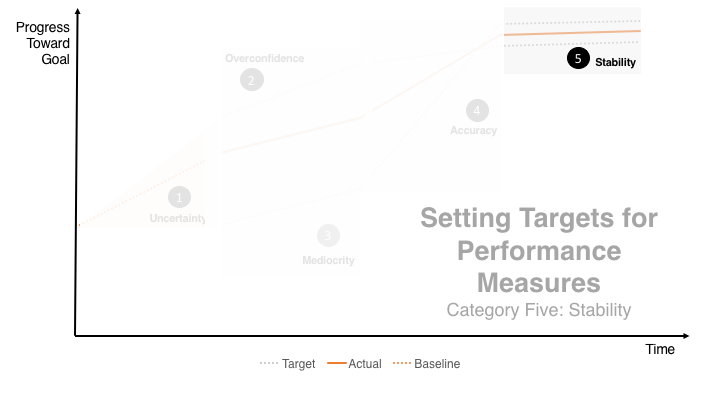 Progress
Toward
Goal
Overconfidence
2
5 Stability
4
Accuracy
1
Uncertainty
3
Mediocrity
Setting Targets for
Performance
Measures
Category Five: Stability
Time
Target Actual Baseline